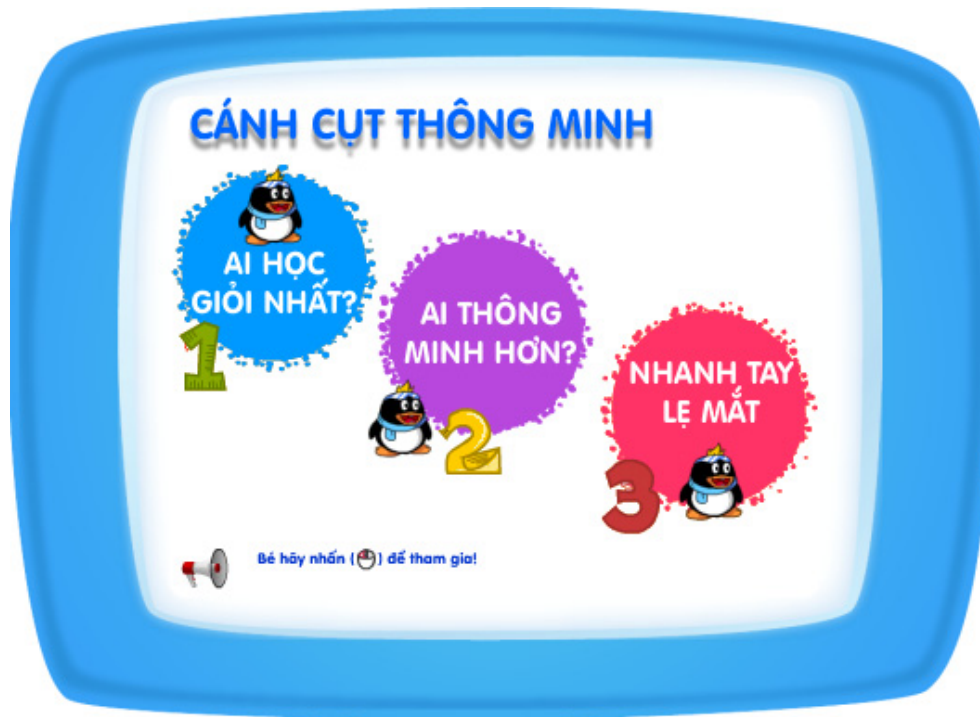 CÁNH CỤT THÔNG MINH
AI HỌC
GIỎI NHẤT?
1
AI THÔNG
MINH HƠN?
2
NHANH TAY
LẸ MẮT
3
Bé hãy nhấn ( ) để tham gia!